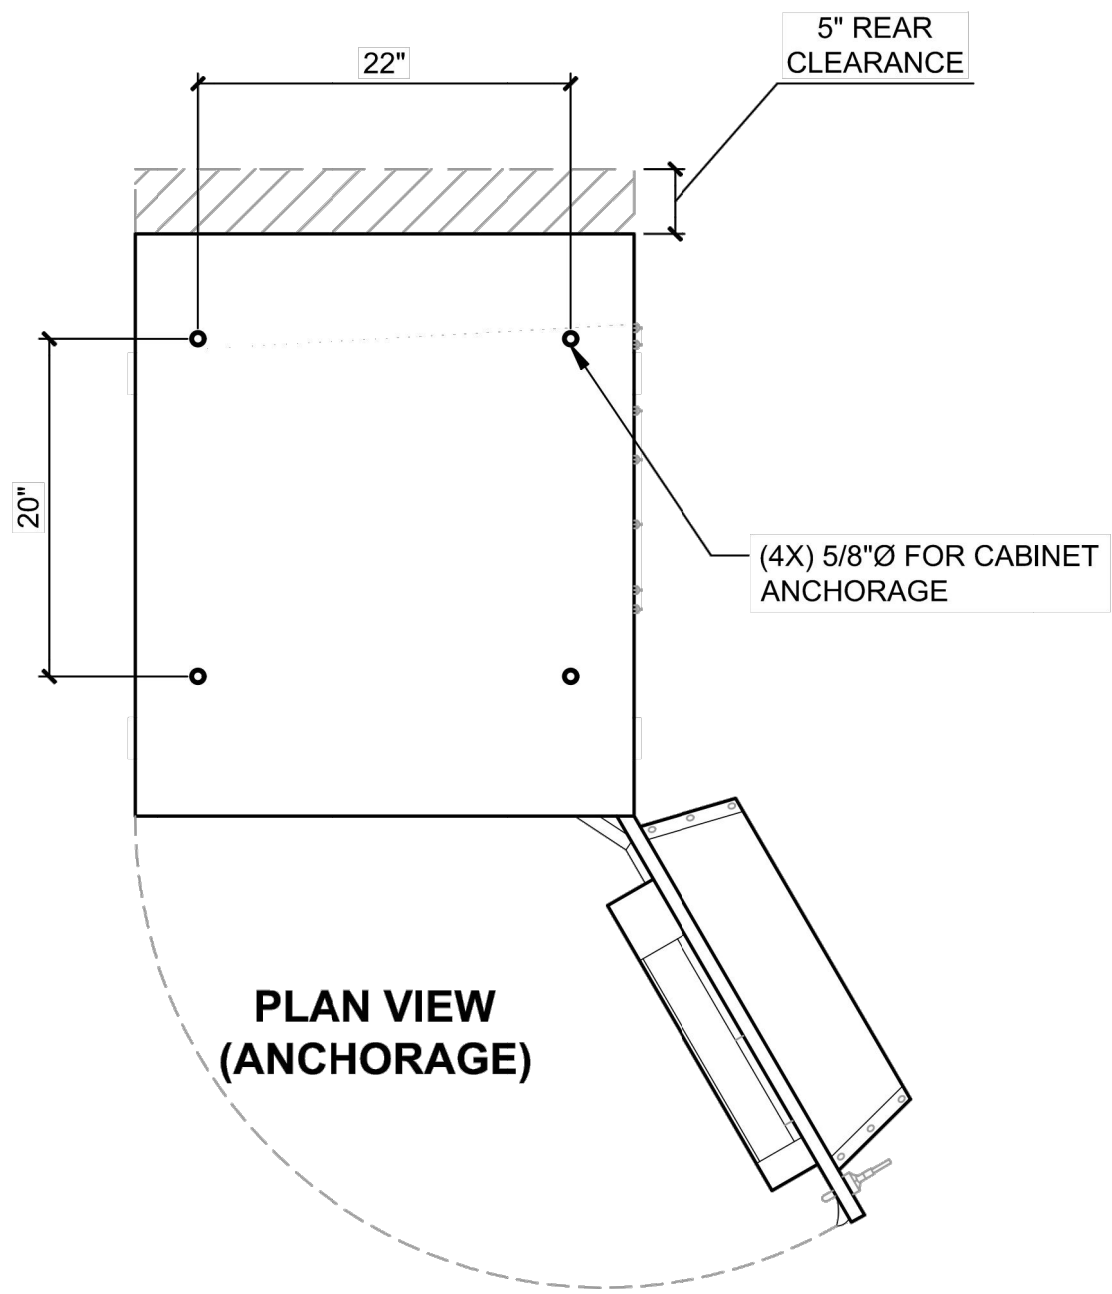 5" REAR
CLEARANCE
22"
20"
(4X) 5/8"Ø FOR CABINET
ANCHORAGE
PLAN VIEW
(ANCHORAGE)